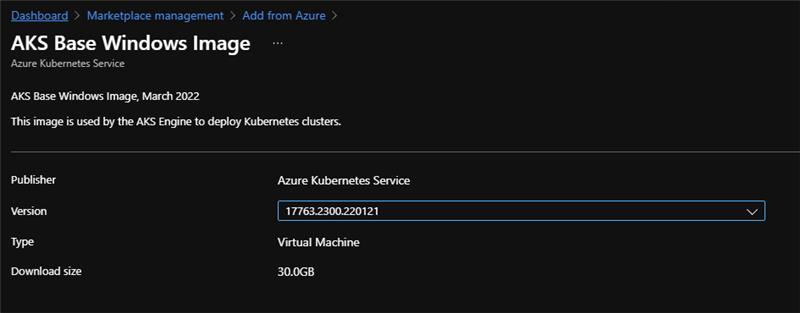 Dashboard > Marketplace management > Add from Azure >
AKS Base Windows Image ...
Azure Kubernetes Service
AKS Base Windows Image, March 2022
This image is used by the AKS Engine to deploy Kubernetes clusters.
Publisher Azure Kubernetes Service
Version 17763.2300.220121
Type Virtual Machine
Download size 30.0GB